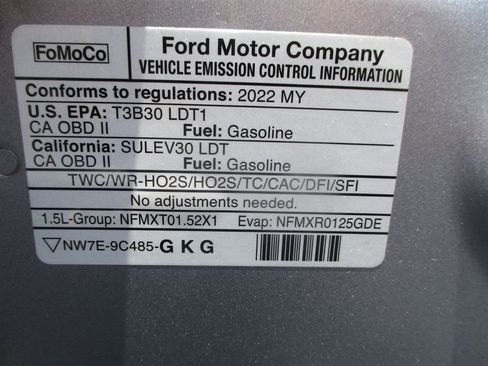 FoMoCo
Ford Motor Company
VEHICLE EMISSION CONTROL INFORMATION
Conforms to regulations: 2022 MY
U.S. EPA: T3B30 LDT1
CA OBD II Fuel: Gasoline
California: SULEV30 LDT
CA OBD II Fuel: Gasoline
TWC/WR-HO2S/HO2S/TC/CAC/DFI/SFI
No adjustments needed.
1.5L-Group: NFMXT01.52X1 Evap: NFMXR0125GDE
▽NW7E-9C485-G K G